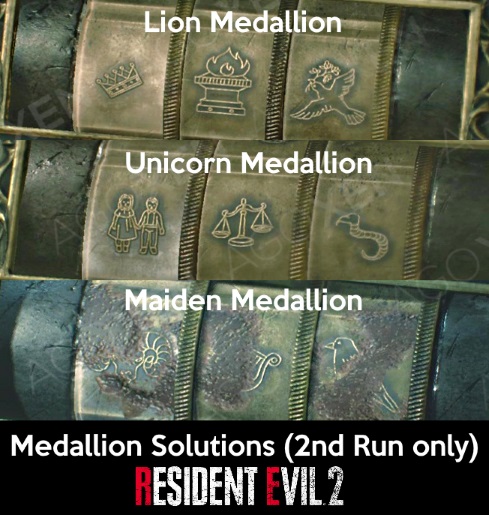 Lion Medallion
Unicorn Medallion
Maiden Medallion
Medallion Solutions (2nd Run only)
RESIDENT EVIL 2